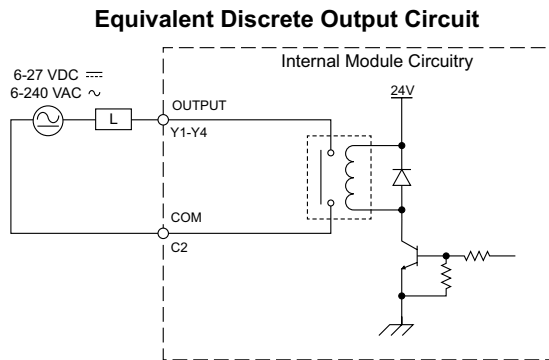 Equivalent Discrete Output Circuit
Internal Module Circuitry
6-27 VDC ⎓
6-240 VAC ∿
24V
L
OUTPUT
Y1-Y4
COM
C2